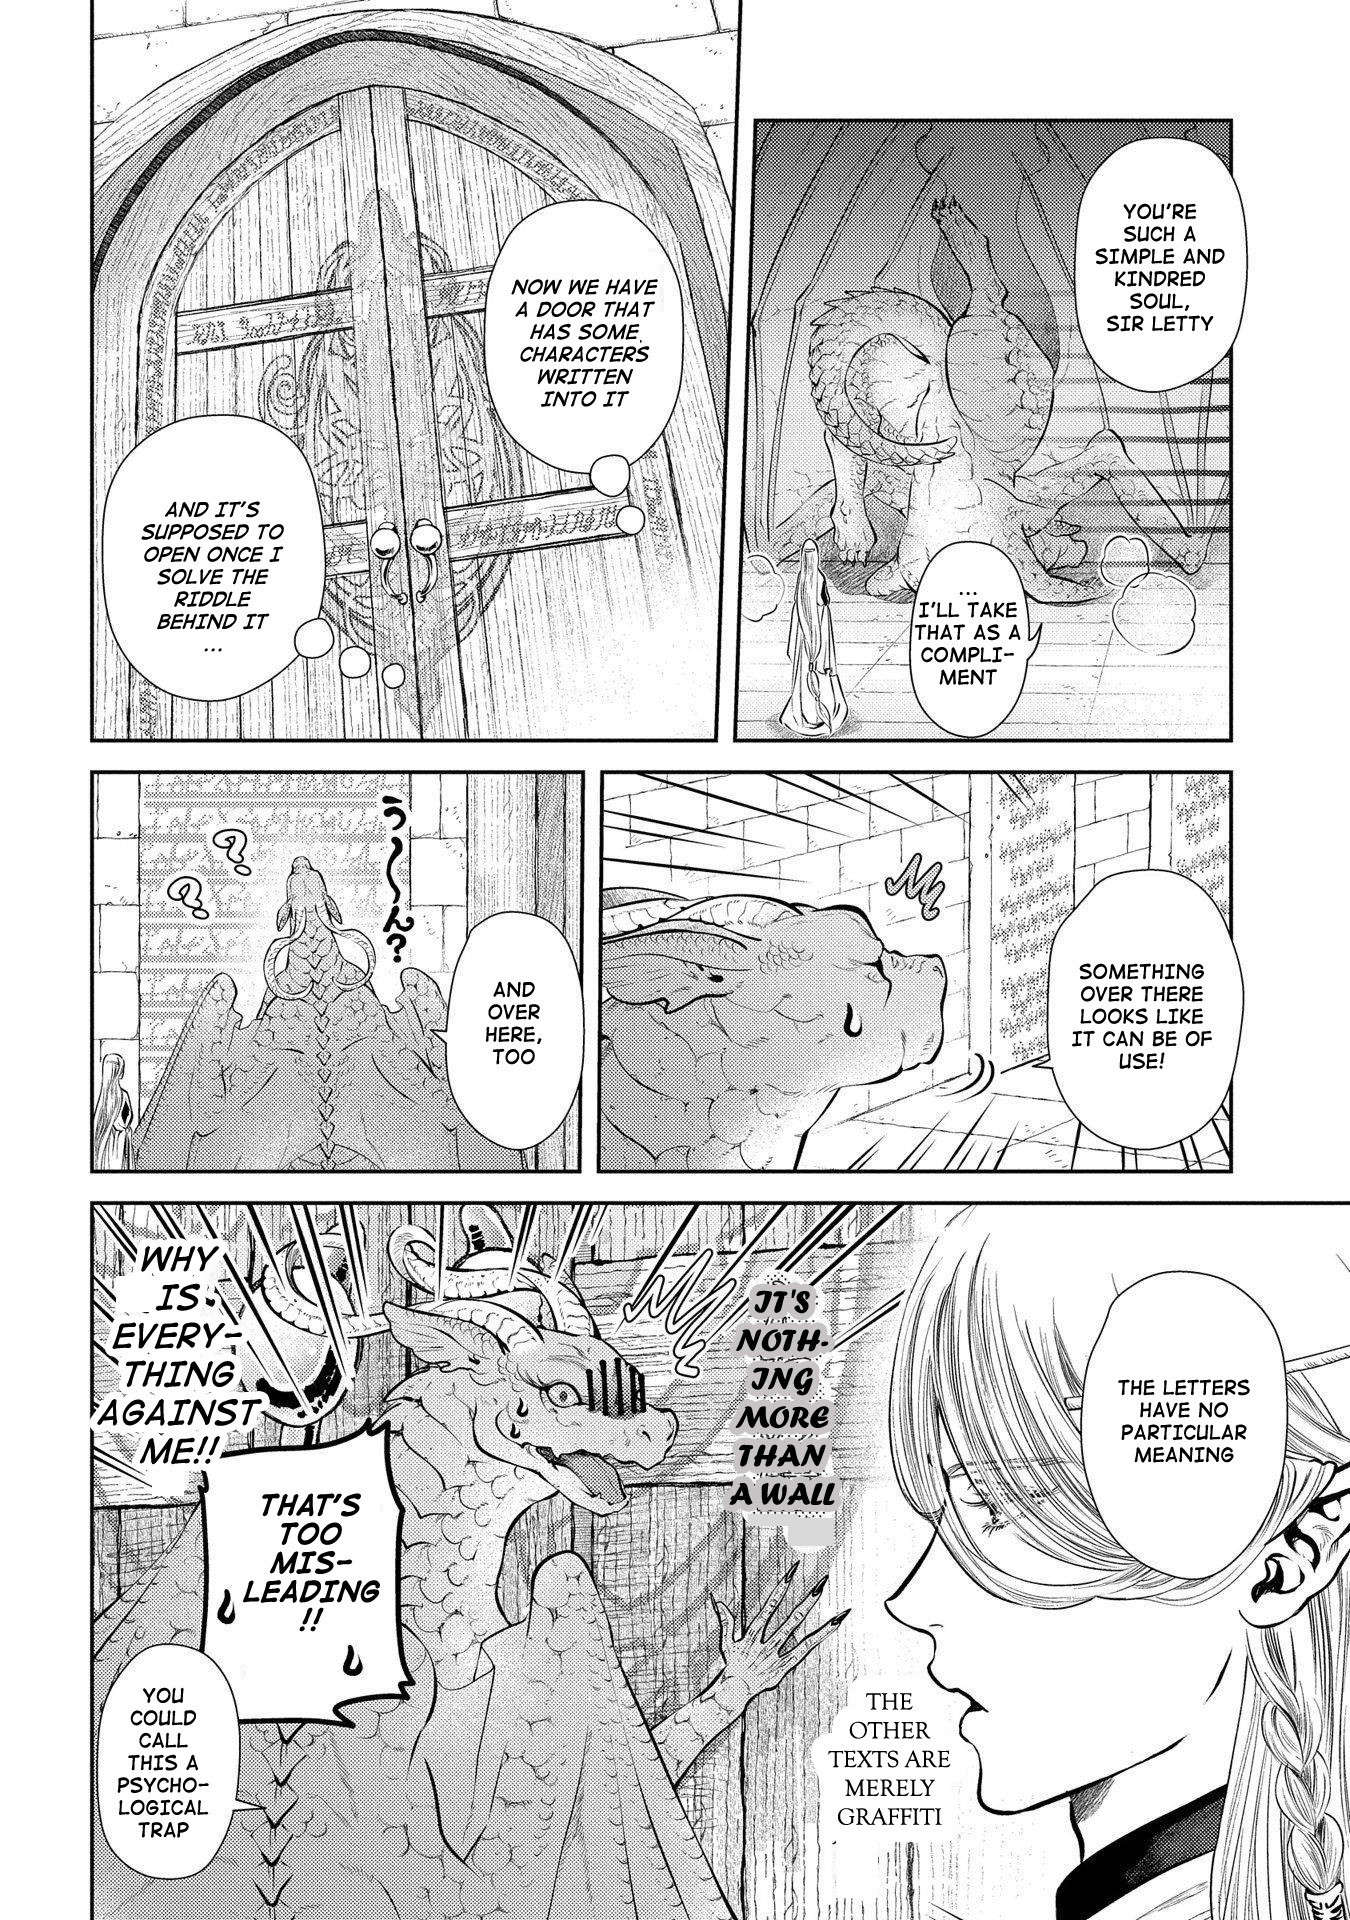 YOU'RE
SUCH A
SIMPLE AND
KINDRED
SOUL,
SIR LETTY
...
I'LL TAKE
THAT AS A
COMPLI-
MENT
NOW WE HAVE
A DOOR THAT
HAS SOME
CHARACTERS
WRITTEN
INTO IT
AND IT'S
SUPPOSED TO
OPEN ONCE I
SOLVE THE
RIDDLE
BEHIND IT
...
SOMETHING
OVER THERE
LOOKS LIKE
IT CAN BE OF
USE!
AND
OVER
HERE,
TOO
う～～ん?
? ?
THE LETTERS
HAVE NO
PARTICULAR
MEANING
THE
OTHER
TEXTS ARE
MERELY
GRAFFITI
IT'S
NOTH-
ING
MORE
THAN
A WALL
WHY
IS
EVERY-
THING
AGAINST
ME!!
THAT'S
TOO
MIS-
LEADING
!!
YOU
COULD
CALL
THIS A
PSYCHO-
LOGICAL
TRAP